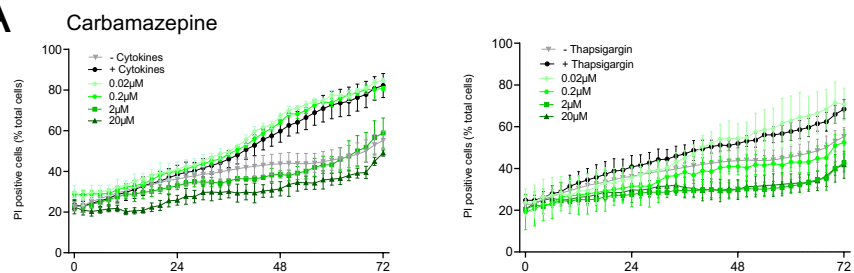 A
Carbamazepine
PI positive cells (% total cells)
100
80
60
40
20
0
- Cytokines
+ Cytokines
0.02µM
0.2µM
2µM
20µM
0
24
48
72
PI positive cells (% total cells)
100
80
60
40
20
0
- Thapsigargin
+ Thapsigargin
0.02µM
0.2µM
2µM
20µM
0
24
48
72